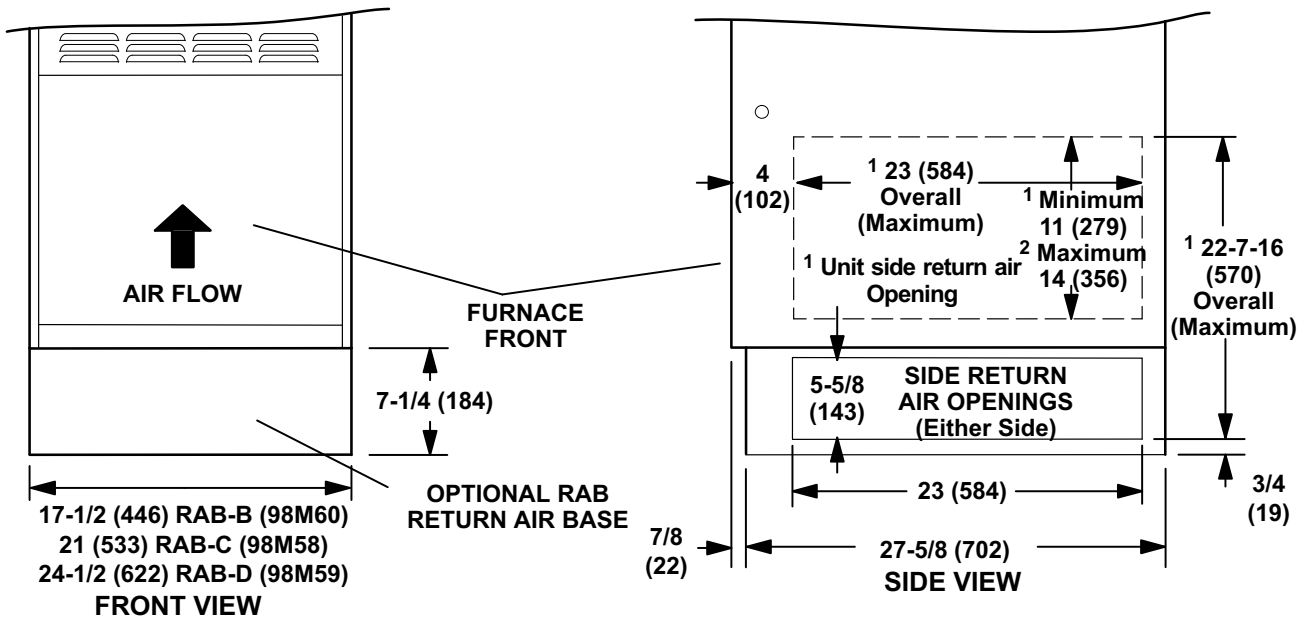 AIR FLOW
FURNACE
FRONT
7-1/4 (184)
OPTIONAL RAB
RETURN AIR BASE
17-1/2 (446) RAB-B (98M60)
21 (533) RAB-C (98M58)
24-1/2 (622) RAB-D (98M59)
FRONT VIEW
4
(102)
1 23 (584)
Overall
(Maximum)
1 Minimum
11 (279)
2 Maximum
14 (356)
1 Unit side return air
Opening
1 22-7-16
(570)
Overall
(Maximum)
5-5/8
(143)
SIDE RETURN
AIR OPENINGS
(Either Side)
23 (584)
3/4
(19)
7/8
(22)
27-5/8 (702)
SIDE VIEW